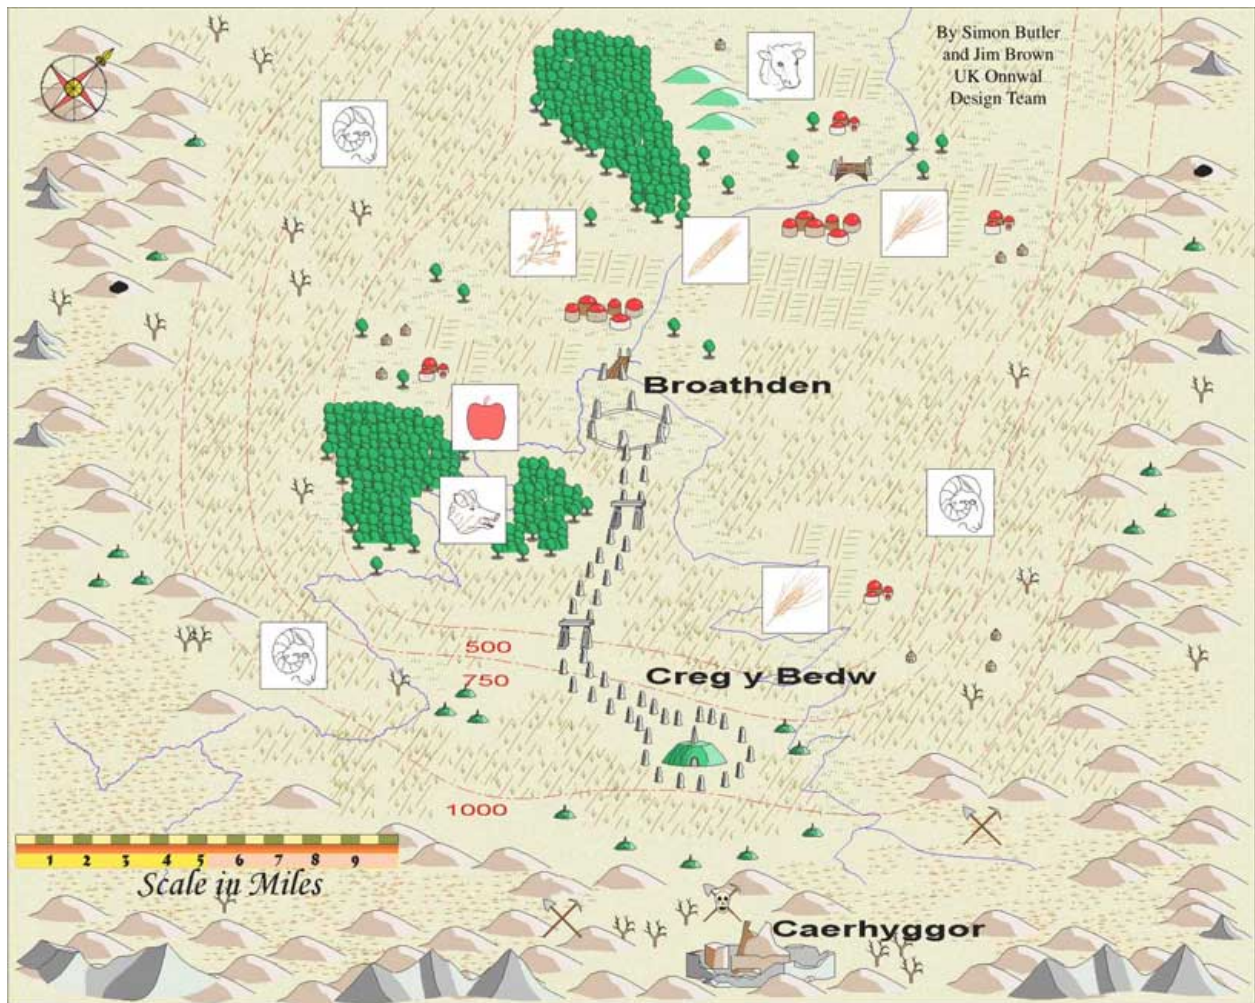 By Simon Butler
and Jim Brown
UK Onnwal
Design Team
Broathden
500
750
Creg y Bedw
1000
1 2 3 4 5 6 7 8 9
Scale in Miles
Caerhyggor